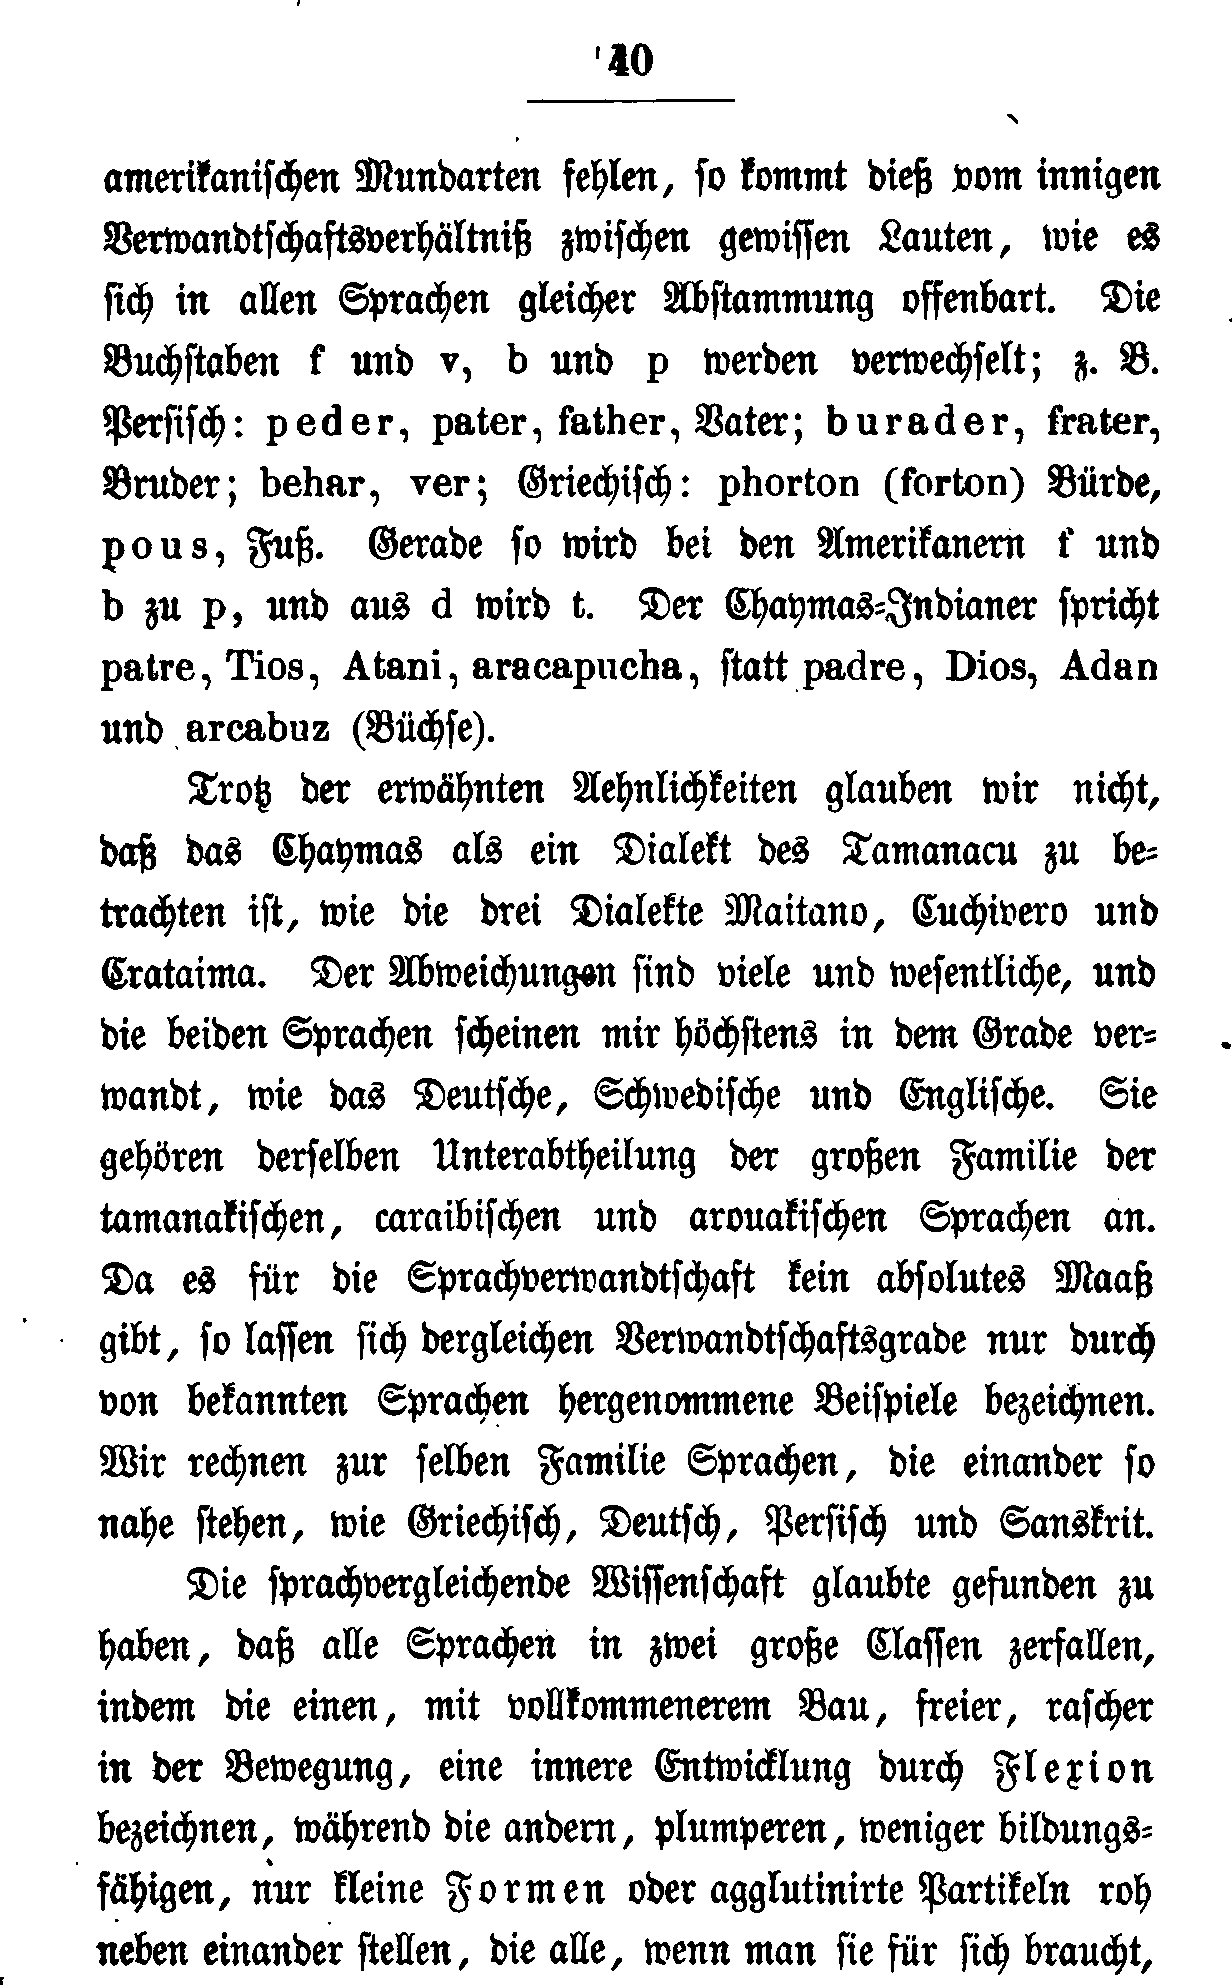 40
amerikanischen Mundarten fehlen, so kommt dieß vom innigen
Verwandtschaftsverhältniß zwischen gewissen Lauten, wie es
sich in allen Sprachen gleicher Abstammung offenbart. Die
Buchstaben f und v, b und p werden verwechselt; z. B.
Persisch: peder, pater, father, Vater; burader, frater,
Bruder; behar, ver; Griechisch: phorton (forton) Bürde,
pous, Fuß. Gerade so wird bei den Amerikanern f und
b zu p, und aus d wird t. Der Chaymas-Indianer spricht
patre, Tios, Atani, aracapucha, statt padre, Dios, Adan
und arcabuz (Büchse).
Trotz der erwähnten Aehnlichkeiten glauben wir nicht,
daß das Chaymas als ein Dialekt des Tamanacu zu be-
trachten ist, wie die drei Dialekte Maitano, Cuchivero und
Crataima. Der Abweichungen sind viele und wesentliche, und
die beiden Sprachen scheinen mir höchstens in dem Grade ver-
wandt, wie das Deutsche, Schwedische und Englische. Sie
gehören derselben Unterabtheilung der großen Familie der
tamanakischen, caraibischen und arouakischen Sprachen an.
Da es für die Sprachverwandtschaft kein absolutes Maaß
gibt, so lassen sich dergleichen Verwandtschaftsgrade nur durch
von bekannten Sprachen hergenommene Beispiele bezeichnen.
Wir rechnen zur selben Familie Sprachen, die einander so
nahe stehen, wie Griechisch, Deutsch, Persisch und Sanskrit.
Die sprachvergleichende Wissenschaft glaubte gefunden zu
haben, daß alle Sprachen in zwei große Classen zerfallen,
indem die einen, mit vollkommenerem Bau, freier, rascher
in der Bewegung, eine innere Entwicklung durch Flexion
bezeichnen, während die andern, plumperen, weniger bildungs-
fähigen, nur kleine Formen oder agglutinirte Partikeln roh
neben einander stellen, die alle, wenn man sie für sich braucht,